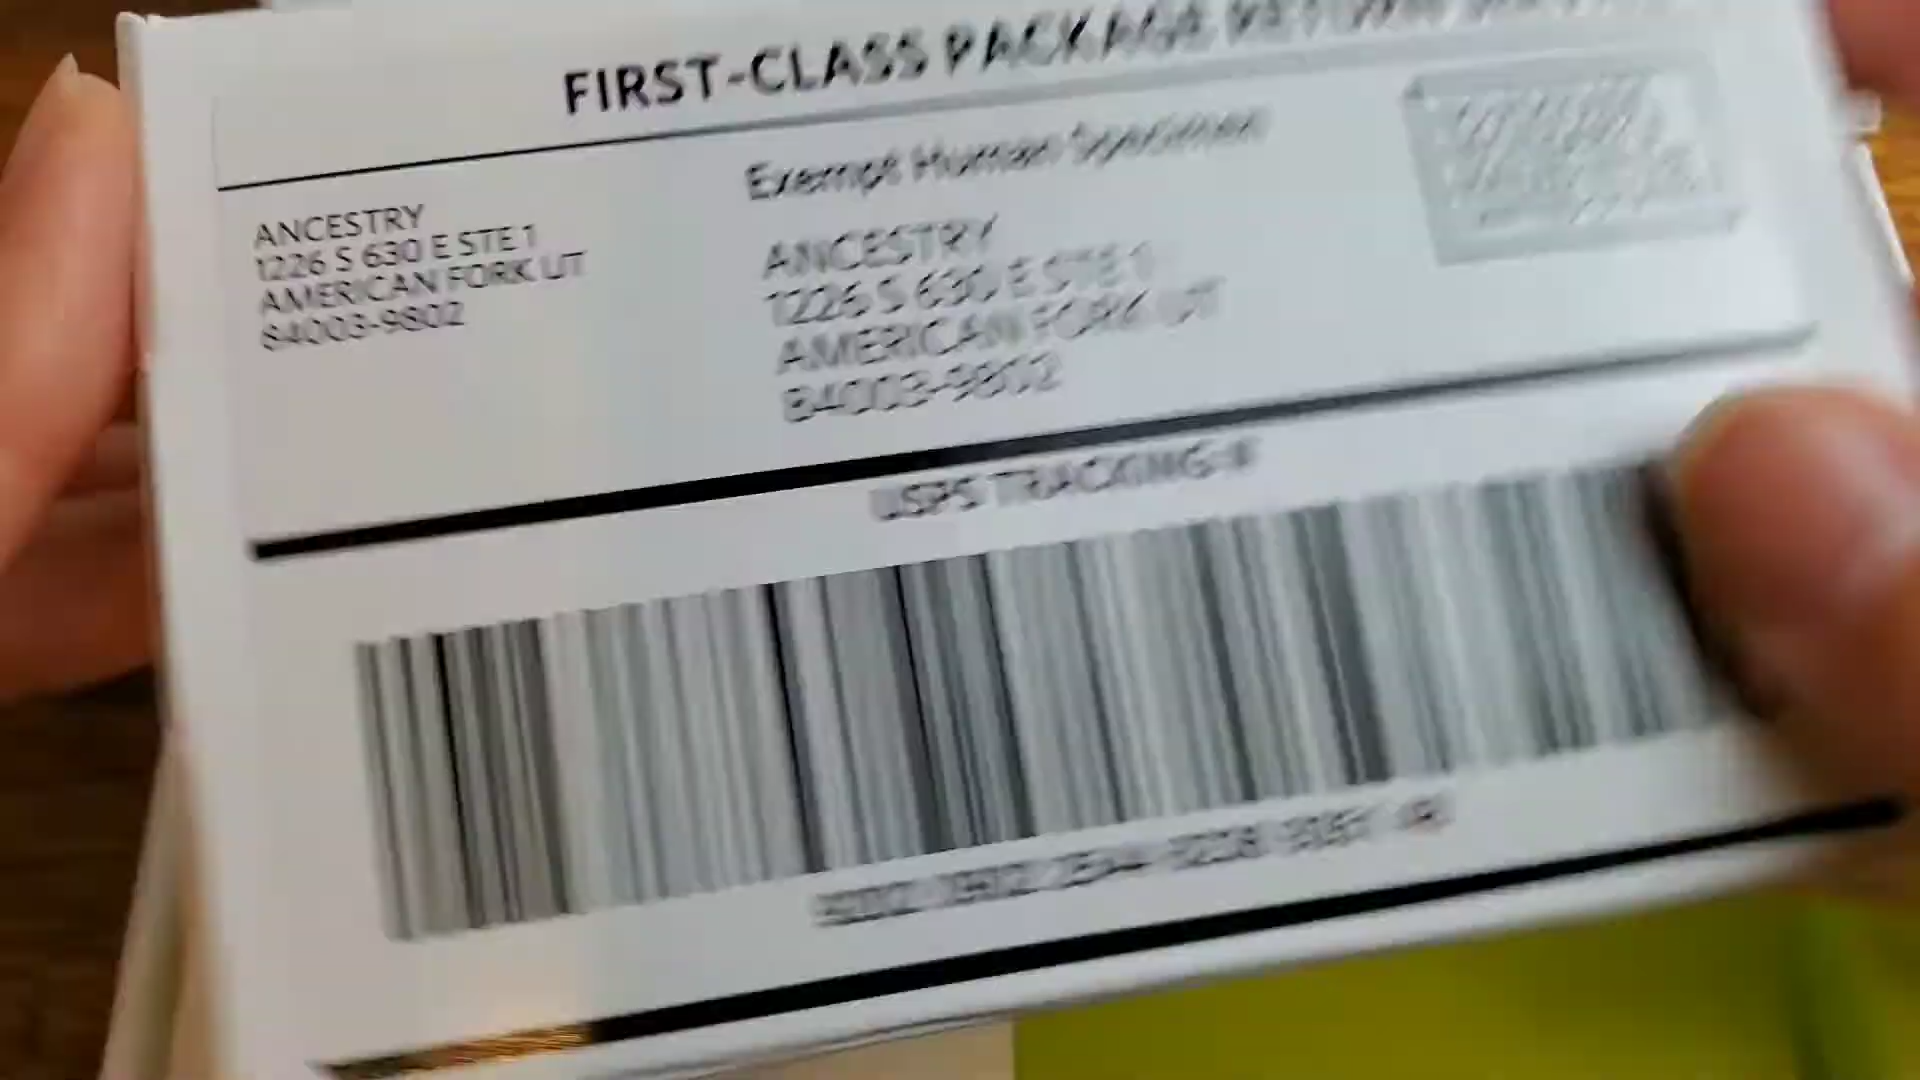 FIRST-CLASS PACKAGE RETURN
Exempt Human Specimen
ANCESTRY
1226 S 630 E STE 1
AMERICAN FORK UT
84003-9802
ANCESTRY
1226 S 630 E STE 1
AMERICAN FORK UT
84003-9802
USPS TRACKING #